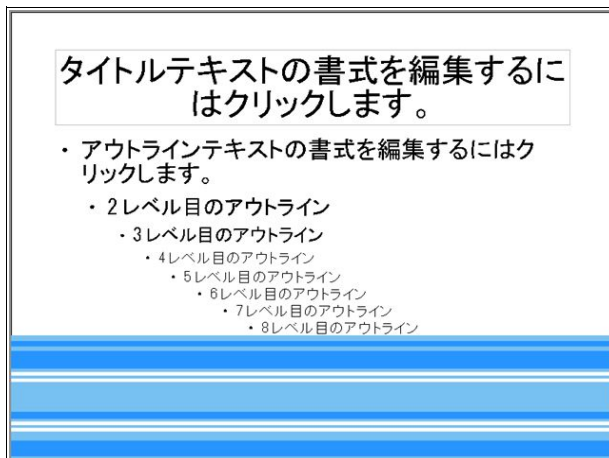 タイトルテキストの書式を編集するに
はクリックします。
・ アウトラインテキストの書式を編集するにはク
リックします。
・ 2レベル目のアウトライン
・ 3レベル目のアウトライン
・ 4レベル目のアウトライン
・ 5レベル目のアウトライン
・ 6レベル目のアウトライン
・ 7レベル目のアウトライン
・ 8レベル目のアウトライン